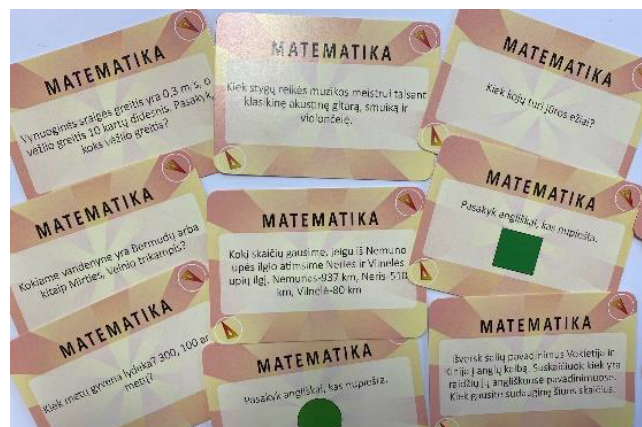 MATEMATIKA
Vynuoginės sraigės greitis yra 0,3 m/s, o
vėžlio greitis 10 kartų didesnis. Pasakyk,
koks vėžlio greitis?
MATEMATIKA
Kiek stygų reikės muzikos meistrui taisant
klasikinę akustinę gitarą, smuiką ir
violončelę.
MATEMATIKA
Kiek kojų turi jūros ežias?
MATEMATIKA
Kokiame vandenyne yra Bermudų arba
kitaip Mirties, Velnio trikampis?
MATEMATIKA
Kokį skaičių gausime, jeigu iš Nemuno
upės ilgio atimsime Neries ir Vilnelės
upių ilgį. Nemunas-937 km, Neris-510
km, Vilnelė-80 km
MATEMATIKA
Pasakyk angliškai, kas nupiešta.
MATEMATIKA
Kiek metų gyvena lydeka? 300, 100 ar
metų?
MATEMATIKA
Pasakyk angliškai, kas nupiešta.
MATEMATIKA
Išversk šalių pavadinimus Vokietija ir
Kinija į anglų kalbą. Suskaičiuok kiek yra
raidžių jų angliškuose pavadinimuose.
Kiek gausite sudauginę šiuos skaičius.